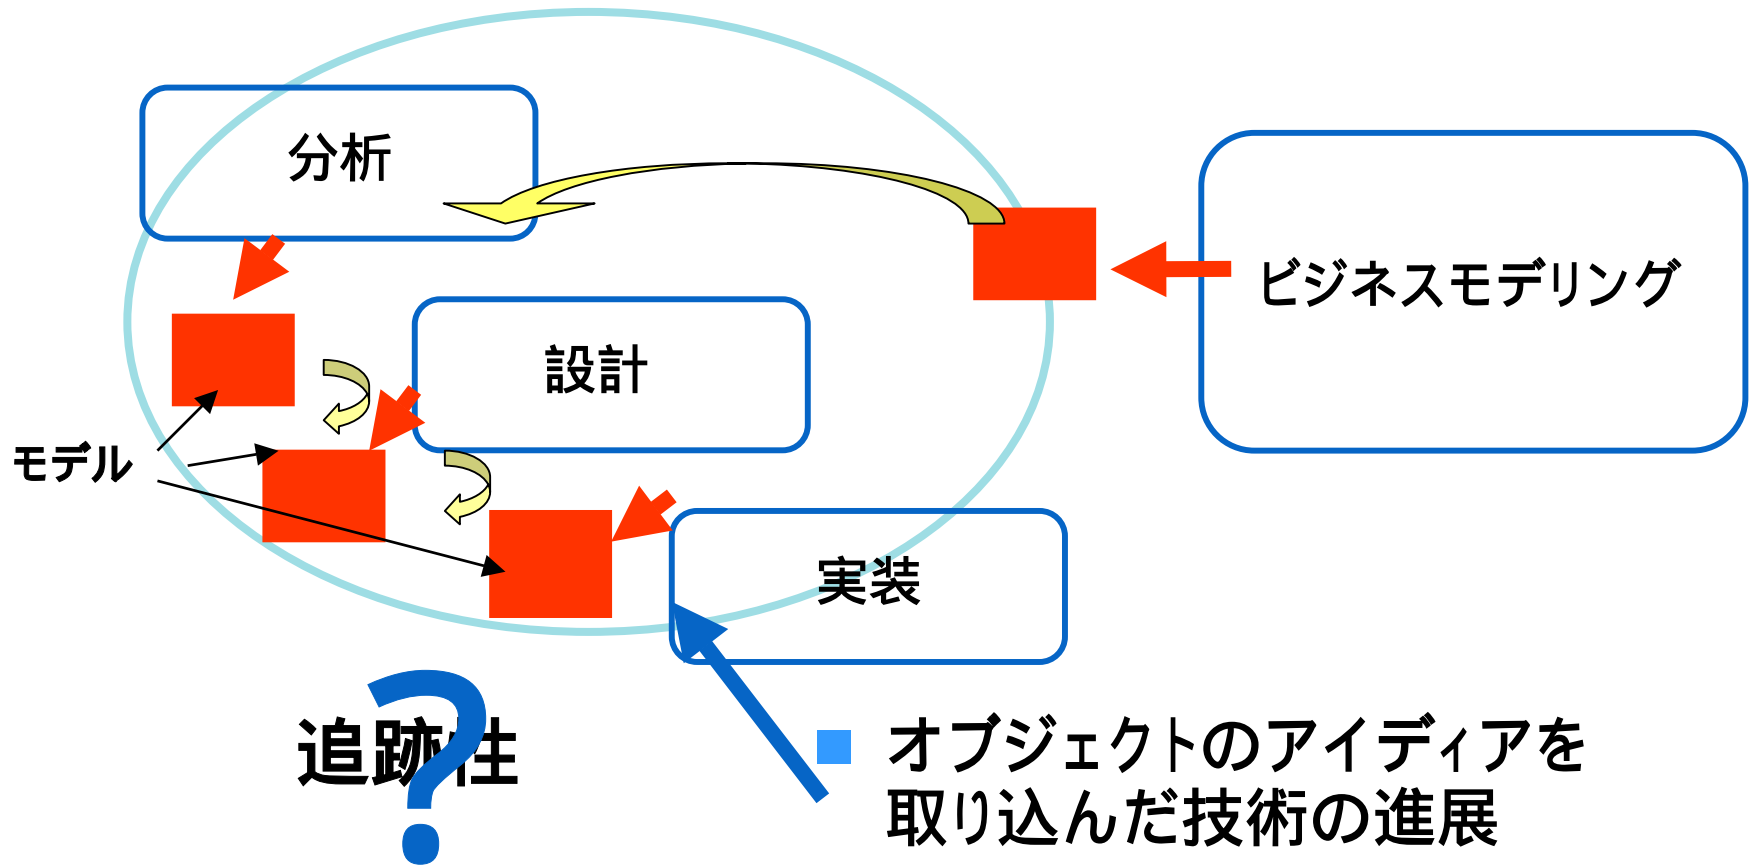 分析
ビジネスモデリング
設計
モデル
実装
追跡性
?
オブジェクトのアイディアを
取り込んだ技術の進展